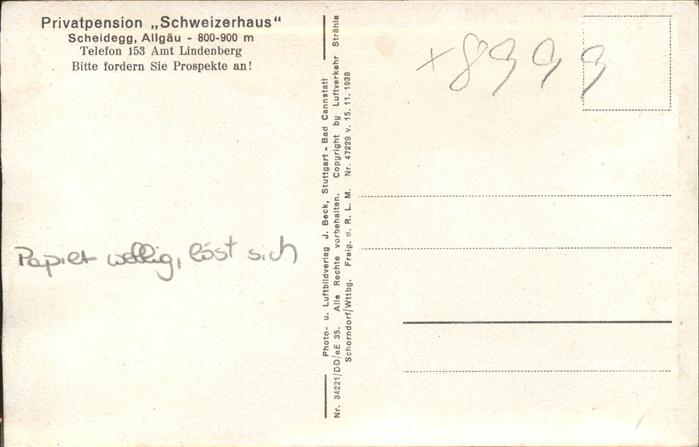 Privatpension „Schweizerhaus"
Scheidegg, Allgäu - 800-900 m
Telefon 153 Amt Lindenberg
Bitte fordern Sie Prospekte an!
+8999
Papier wellig, löst sich
Photo- u. Luftbildverlag J. Beck, Stuttgart - Bad Cannstatt
Nr. 34221/DD/eE 35. Alle Rechte vorbehalten. Copyright by Luftverkehr Strähle
Schorndorf/Wttbg. Freig. d. R. L. M. Nr. 47229 v. 15. 11. 1938